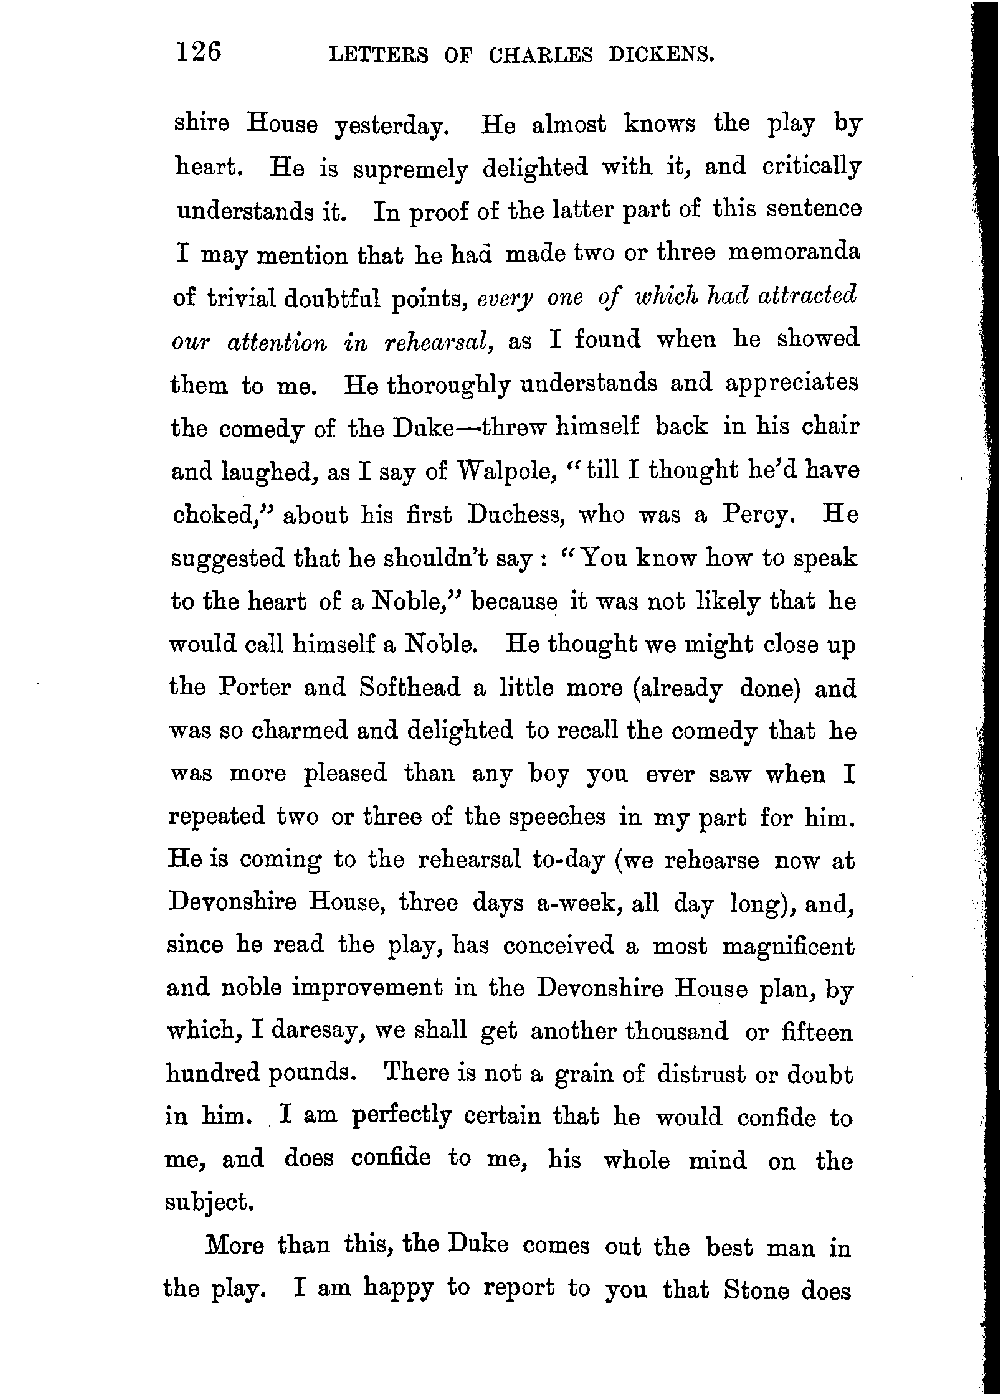 126 LETTERS OF CHARLES DICKENS.
shire House yesterday. He almost knows the play by
heart. He is supremely delighted with it, and critically
understands it. In proof of the latter part of this sentence
I may mention that he had made two or three memoranda
of trivial doubtful points, every one of which had attracted
our attention in rehearsal, as I found when he showed
them to me. He thoroughly understands and appreciates
the comedy of the Duke—threw himself back in his chair
and laughed, as I say of Walpole, “till I thought he’d have
choked,” about his first Duchess, who was a Percy. He
suggested that he shouldn’t say : “You know how to speak
to the heart of a Noble,” because it was not likely that he
would call himself a Noble. He thought we might close up
the Porter and Softhead a little more (already done) and
was so charmed and delighted to recall the comedy that he
was more pleased than any boy you ever saw when I
repeated two or three of the speeches in my part for him.
He is coming to the rehearsal to-day (we rehearse now at
Devonshire House, three days a-week, all day long), and,
since he read the play, has conceived a most magnificent
and noble improvement in the Devonshire House plan, by
which, I daresay, we shall get another thousand or fifteen
hundred pounds. There is not a grain of distrust or doubt
in him. I am perfectly certain that he would confide to
me, and does confide to me, his whole mind on the
subject.
More than this, the Duke comes out the best man in
the play. I am happy to report to you that Stone does